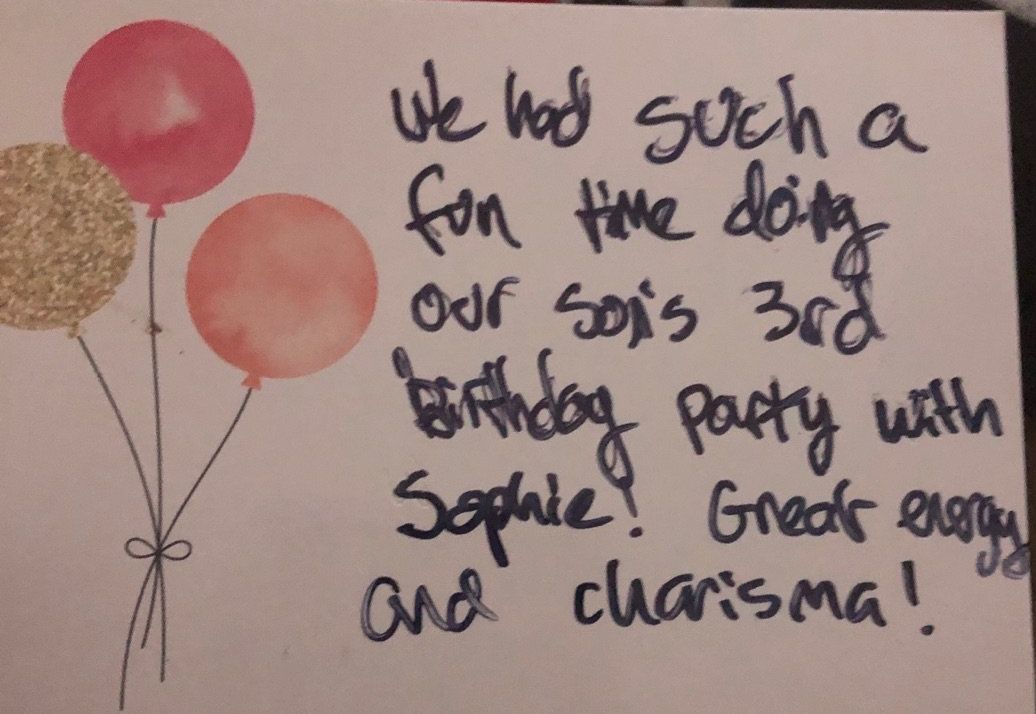 We had such a
fun time doing
our son's 3rd
birthday party with
Sophie! Great energy
and charisma!